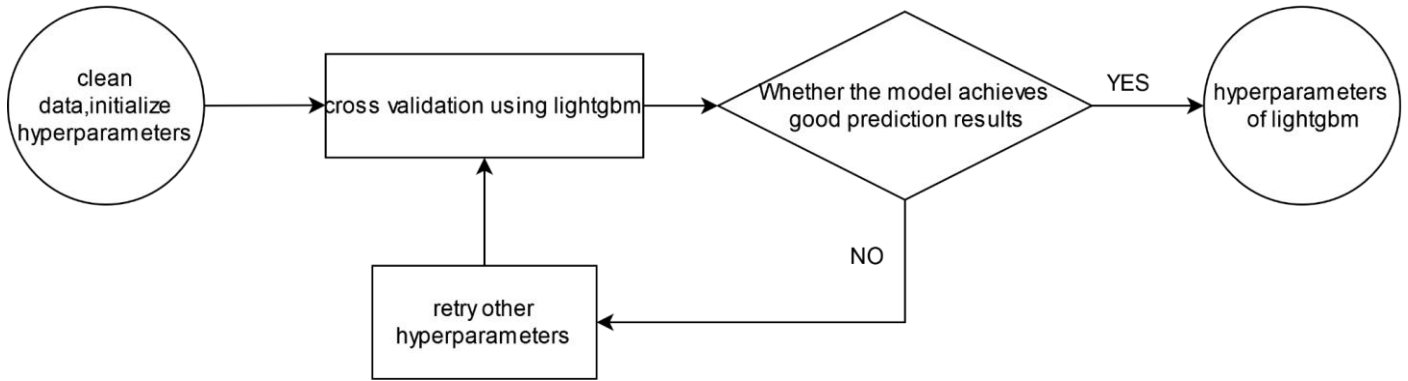 clean
data,initialize
hyperparameters
cross validation using lightgbm
Whether the model achieves
good prediction results
YES
hyperparameters
of lightgbm
NO
retry other
hyperparameters